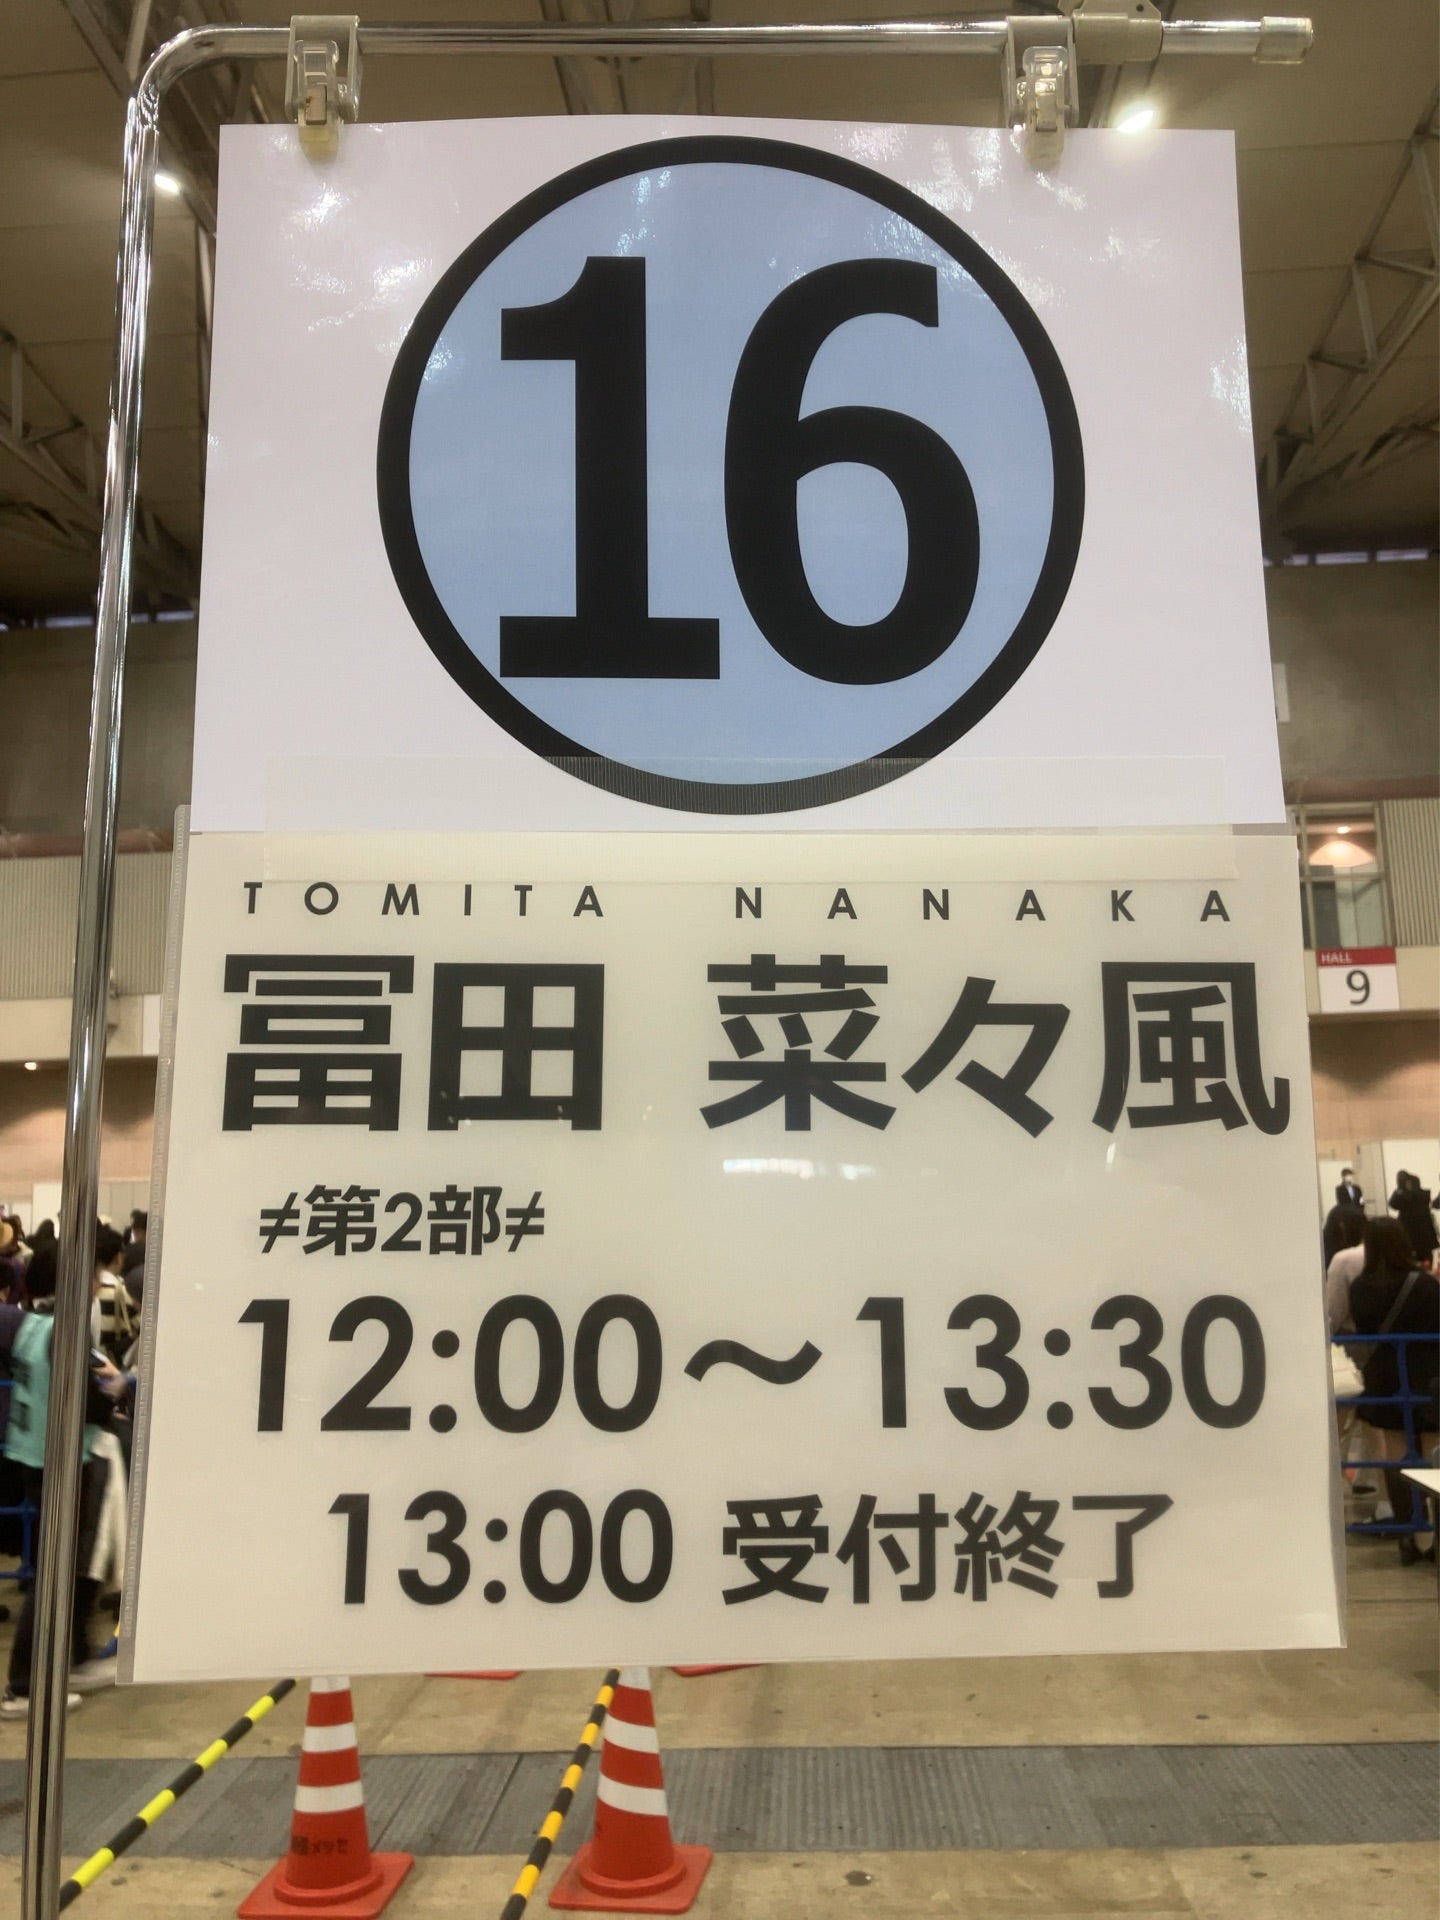 16
TOMITA NANAKA
冨田 菜々風
≠第2部≠
12:00〜13:30
13:00 受付終了
HALL
9